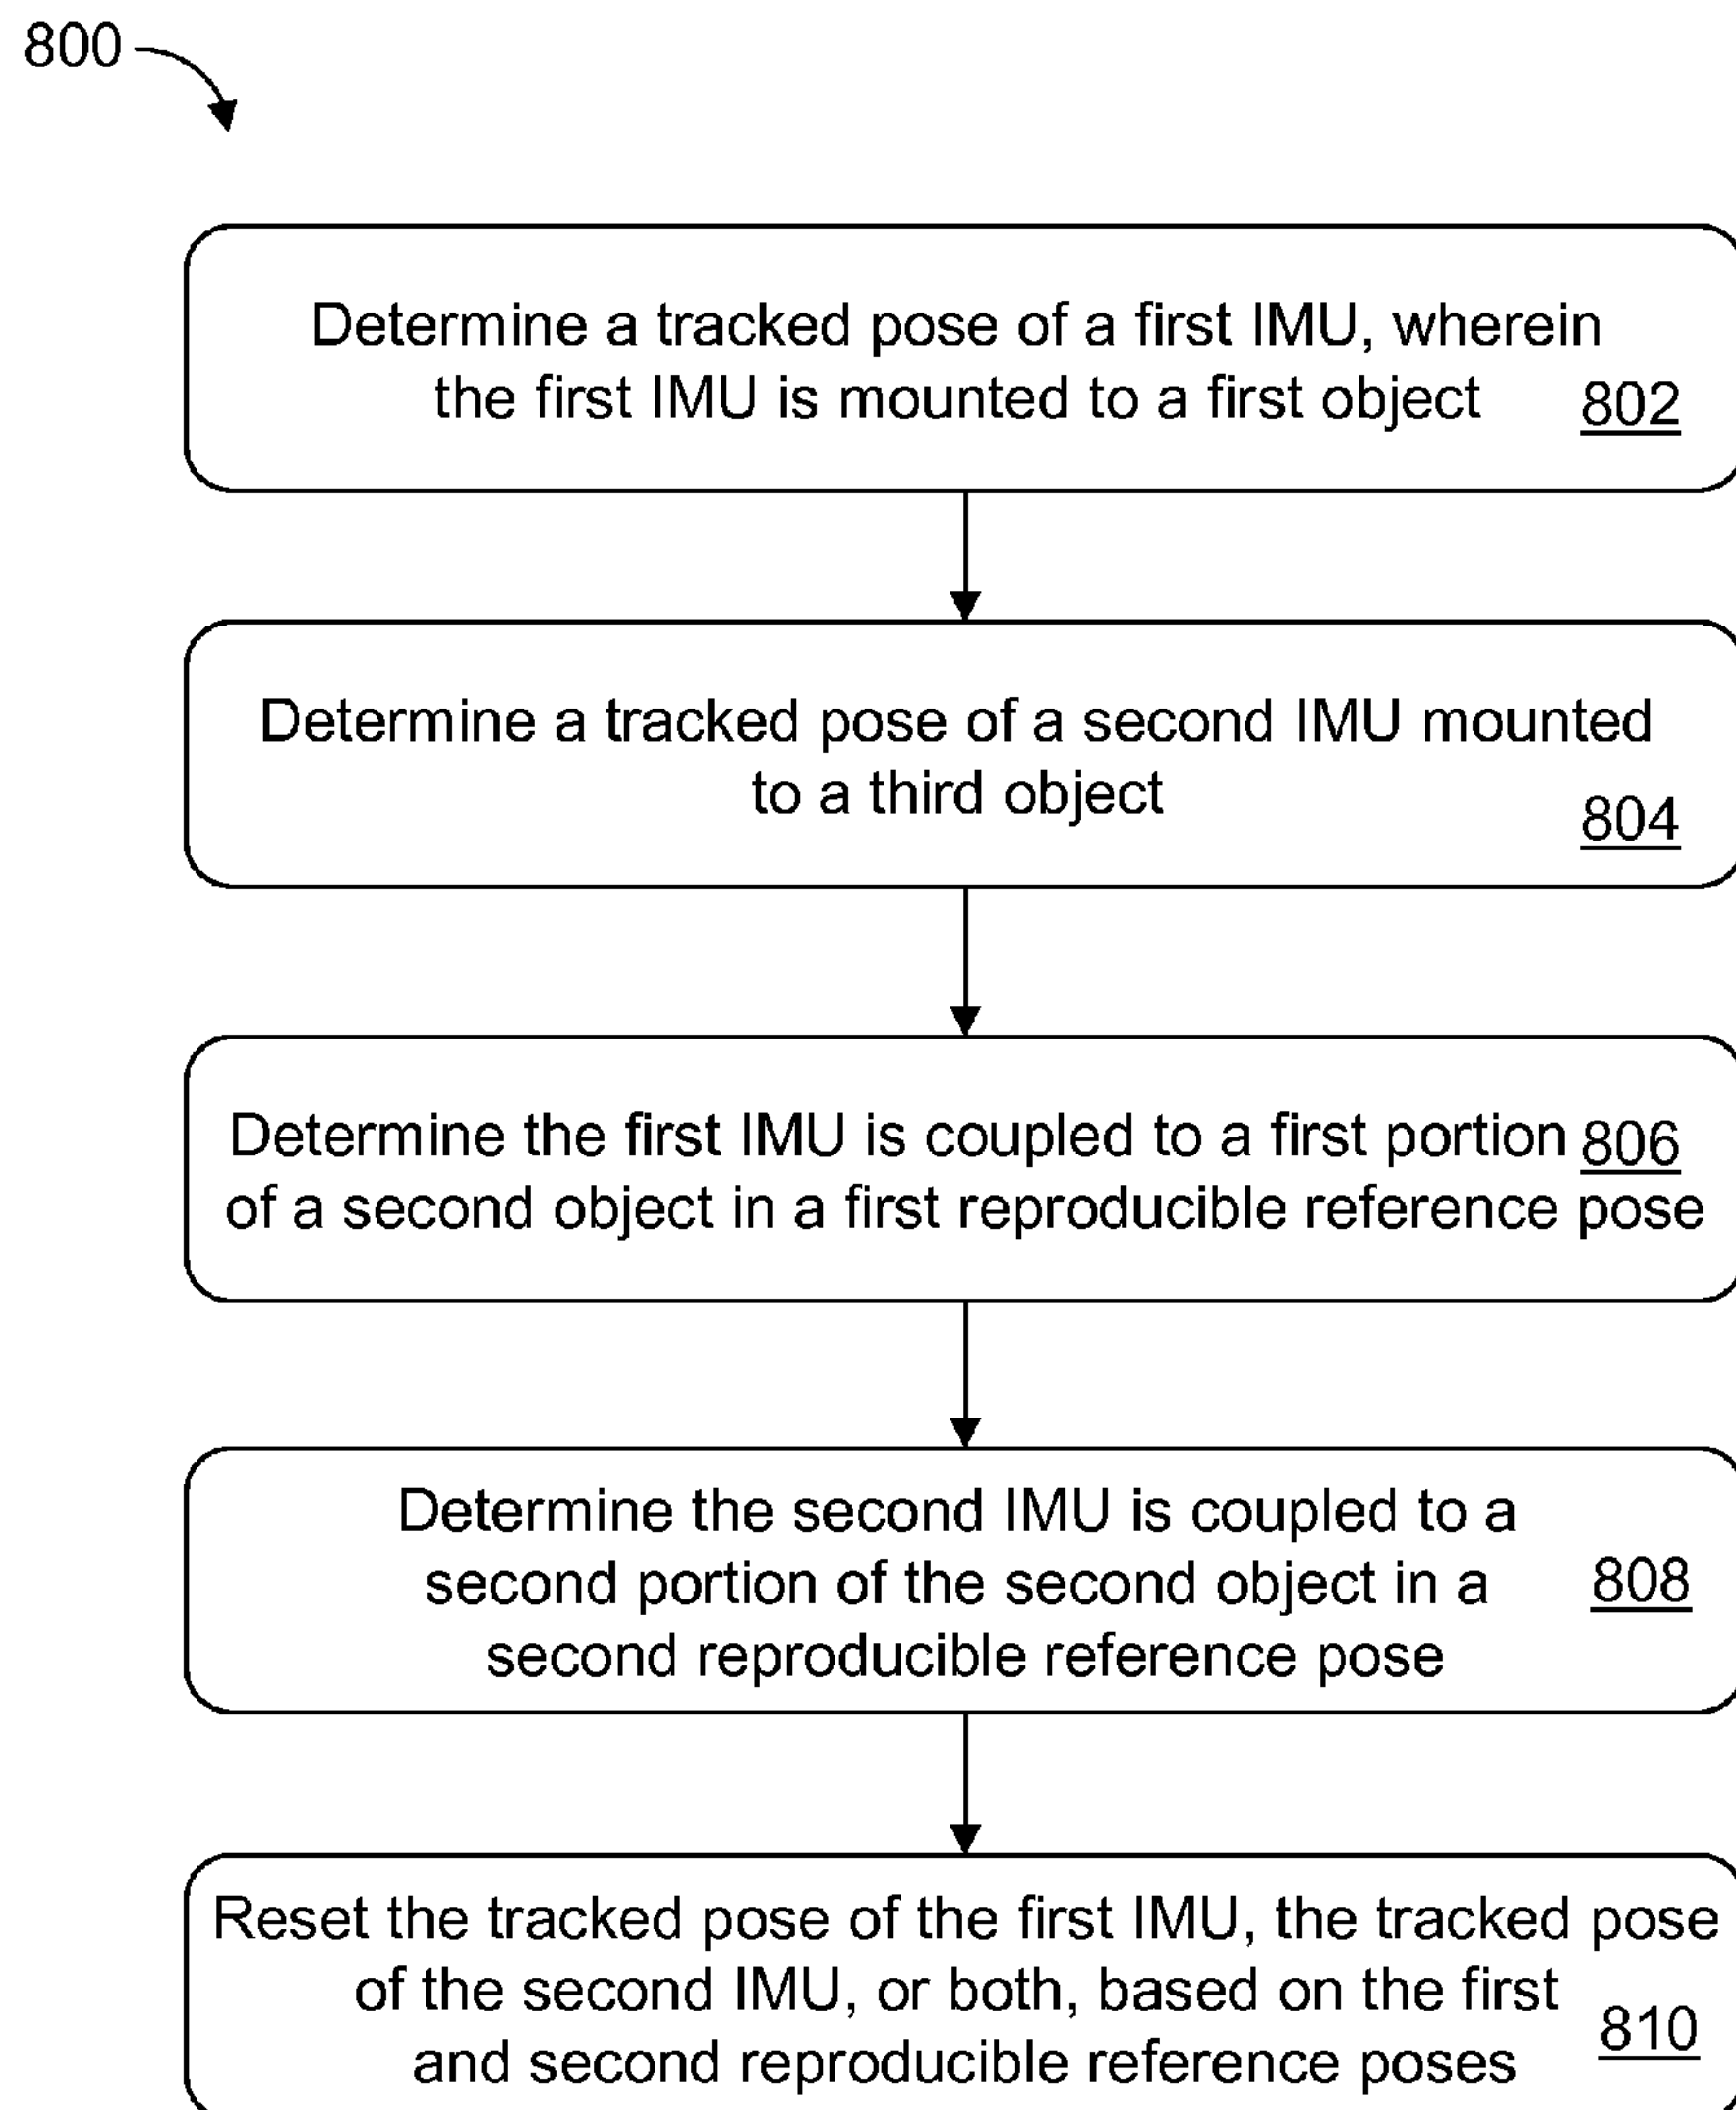 800
Determine a tracked pose of a first IMU, wherein
the first IMU is mounted to a first object
802
Determine a tracked pose of a second IMU mounted
to a third object
804
Determine the first IMU is coupled to a first portion
806
of a second object in a first reproducible reference pose
Determine the second IMU is coupled to a
second portion of the second object in a
808
second reproducible reference pose
Reset the tracked pose of the first IMU, the tracked pose
of the second IMU, or both, based on the first
810
and second reproducible reference poses